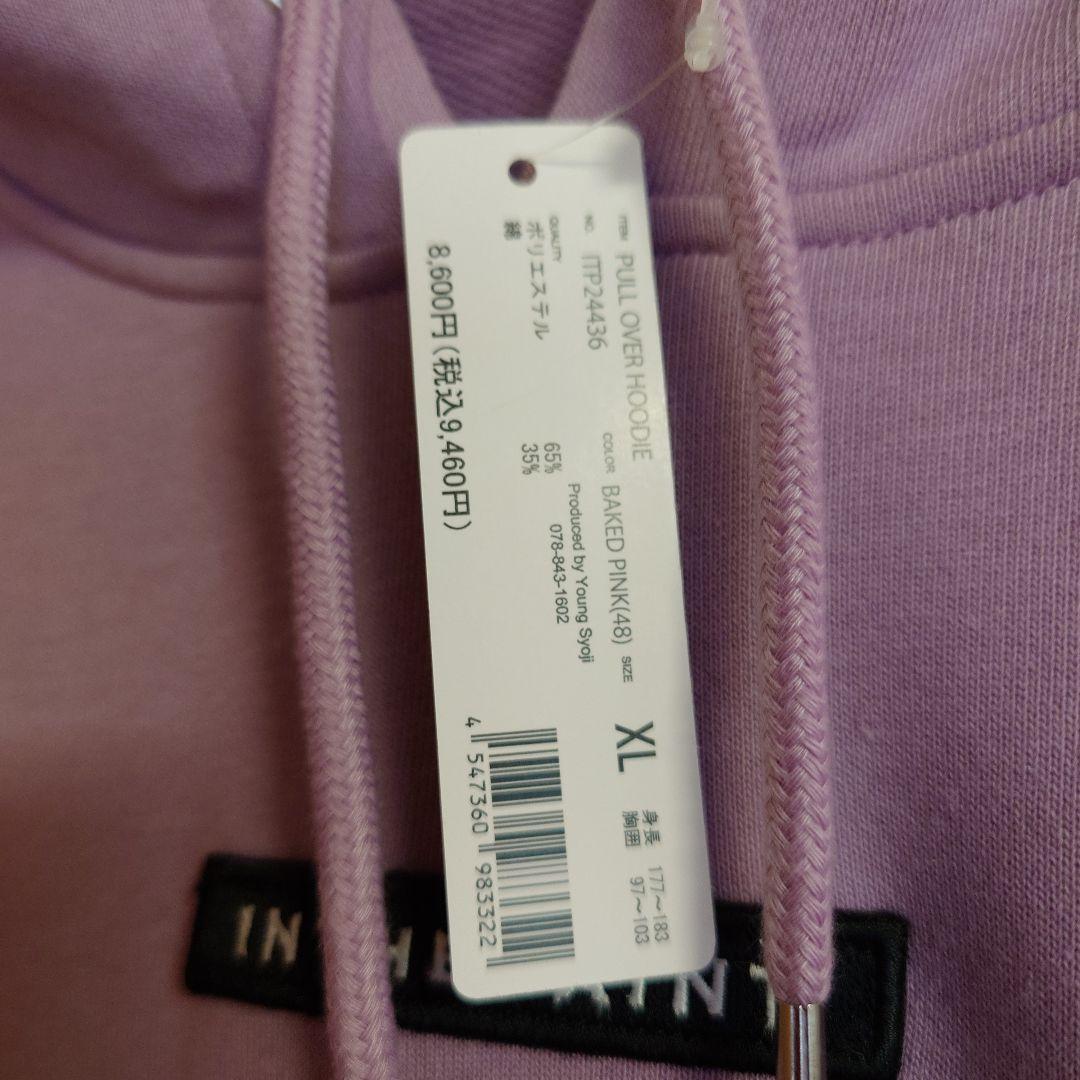 ITEM PULL OVER HOODIE
NO. ITP24436 COLOR BAKED PINK(48) SIZE XL 身長 177～183
胸囲 97～103
QUALITY
ポリエステル 65%
綿 35%
Produced by Young Syoji
078-843-1602
8,600円(税込9,460円)
4 547360 983322